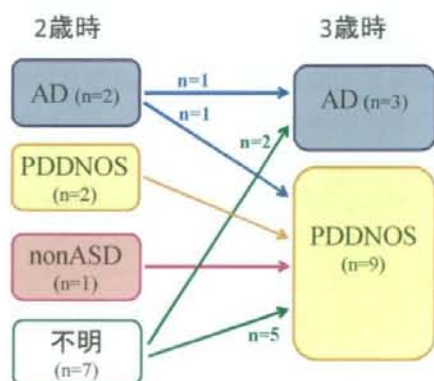 2歳時
3歳時
AD (n=2)
n=1
n=1
AD (n=3)
n=2
PDDNOS
(n=2)
PDDNOS
(n=9)
nonASD
(n=1)
不明
(n=7)
n=5